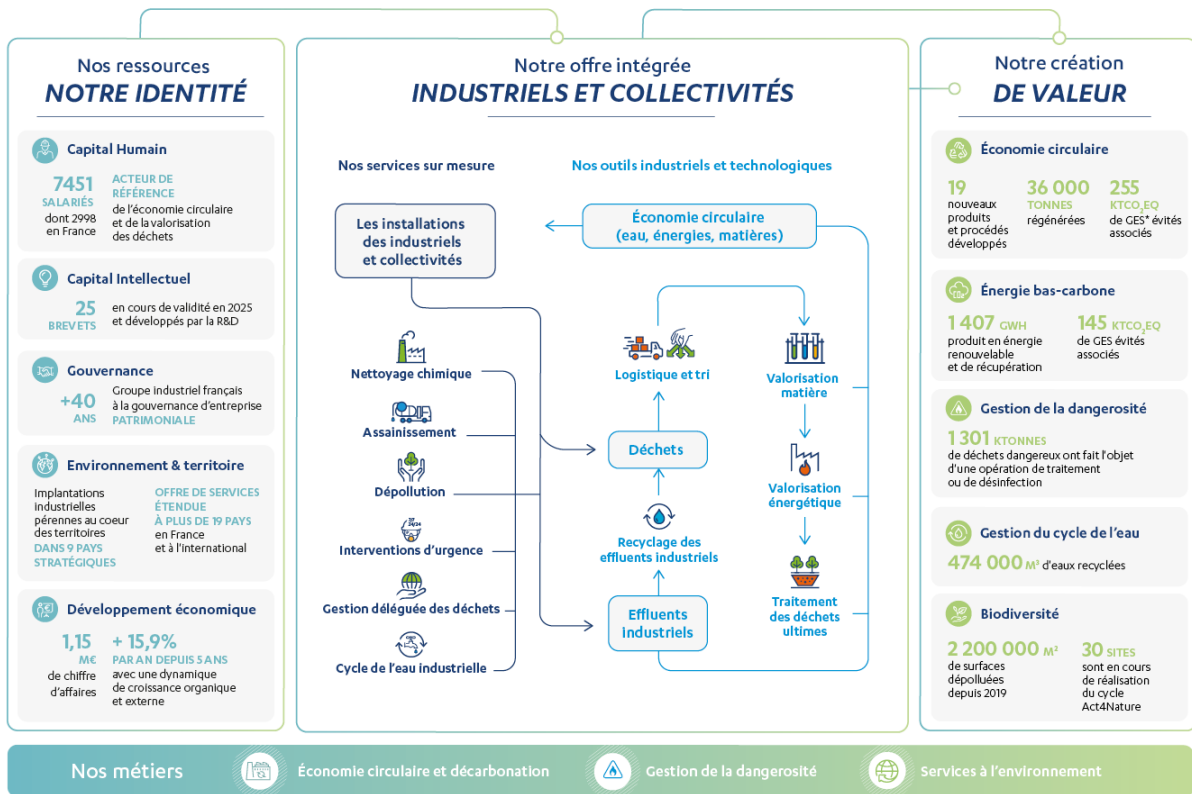 Nos ressources
NOTRE IDENTITÉ
Capital Humain
7451
SALARIÉS
dont 2998
en France
ACTEUR DE
RÉFÉRENCE
de l'économie circulaire
et de la valorisation
des déchets
Capital Intellectuel
25
BREVETS
en cours de validité en 2025
et développés par la R&D
Gouvernance
+40
ANS
Groupe industriel français
à la gouvernance d'entreprise
PATRIMONIALE
Environnement & territoire
Implantations
industrielles
pérennes au coeur
des territoires
DANS 9 PAYS
STRATÉGIQUES
OFFRE DE SERVICES
ÉTENDUE
À PLUS DE 19 PAYS
en France
et à l'international
Développement économique
1,15
M€
de chiffre
d'affaires
+ 15,9%
PAR AN DEPUIS 5 ANS
avec une dynamique
de croissance organique
et externe
Notre offre intégrée
INDUSTRIELS ET COLLECTIVITÉS
Nos services sur mesure
Les installations
des industriels
et collectivités
Nettoyage chimique
Assainissement
Dépollution
7J/7
24/24
Interventions d'urgence
Gestion déléguée des déchets
Cycle de l'eau industrielle
Nos outils industriels et technologiques
Économie circulaire
(eau, énergies, matières)
Logistique et tri
Déchets
Recyclage des
effluents industriels
Effluents
industriels
Valorisation
matière
Valorisation
énergétique
Traitement
des déchets
ultimes
Notre création
DE VALEUR
Économie circulaire
19
nouveaux
produits
et procédés
développés
36 000
TONNES
régénérées
255
KTCO₂EQ
de GES* évités
associés
CO₂
Énergie bas-carbone
1 407 GWH
produit en énergie
renouvelable
et de récupération
145 KTCO₂EQ
de GES évités
associés
Gestion de la dangerosité
1 301 KTONNES
de déchets dangereux ont fait l'objet
d'une opération de traitement
ou de désinfection
Gestion du cycle de l'eau
474 000 M³ d'eaux recyclées
Biodiversité
2 200 000 M²
de surfaces
dépolluées
depuis 2019
30 SITES
sont en cours
de réalisation
du cycle
Act4Nature
Nos métiers
Économie circulaire et décarbonation
Gestion de la dangerosité
Services à l'environnement